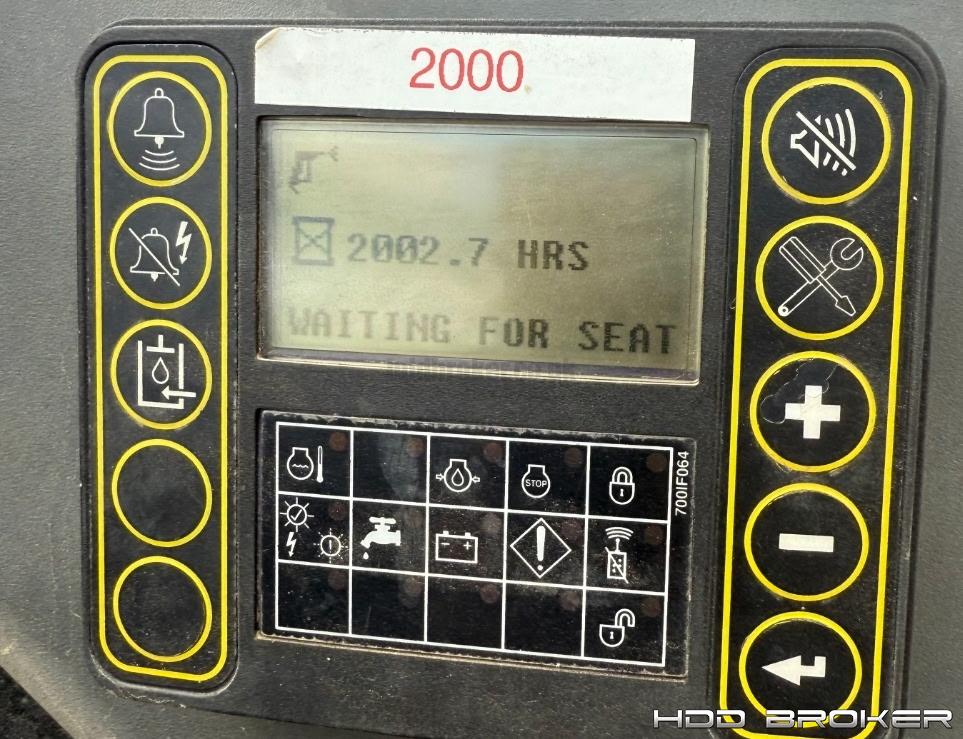 2000
2002.7 HRS
WAITING FOR SEAT
STOP
700IF064
HDD BROKER